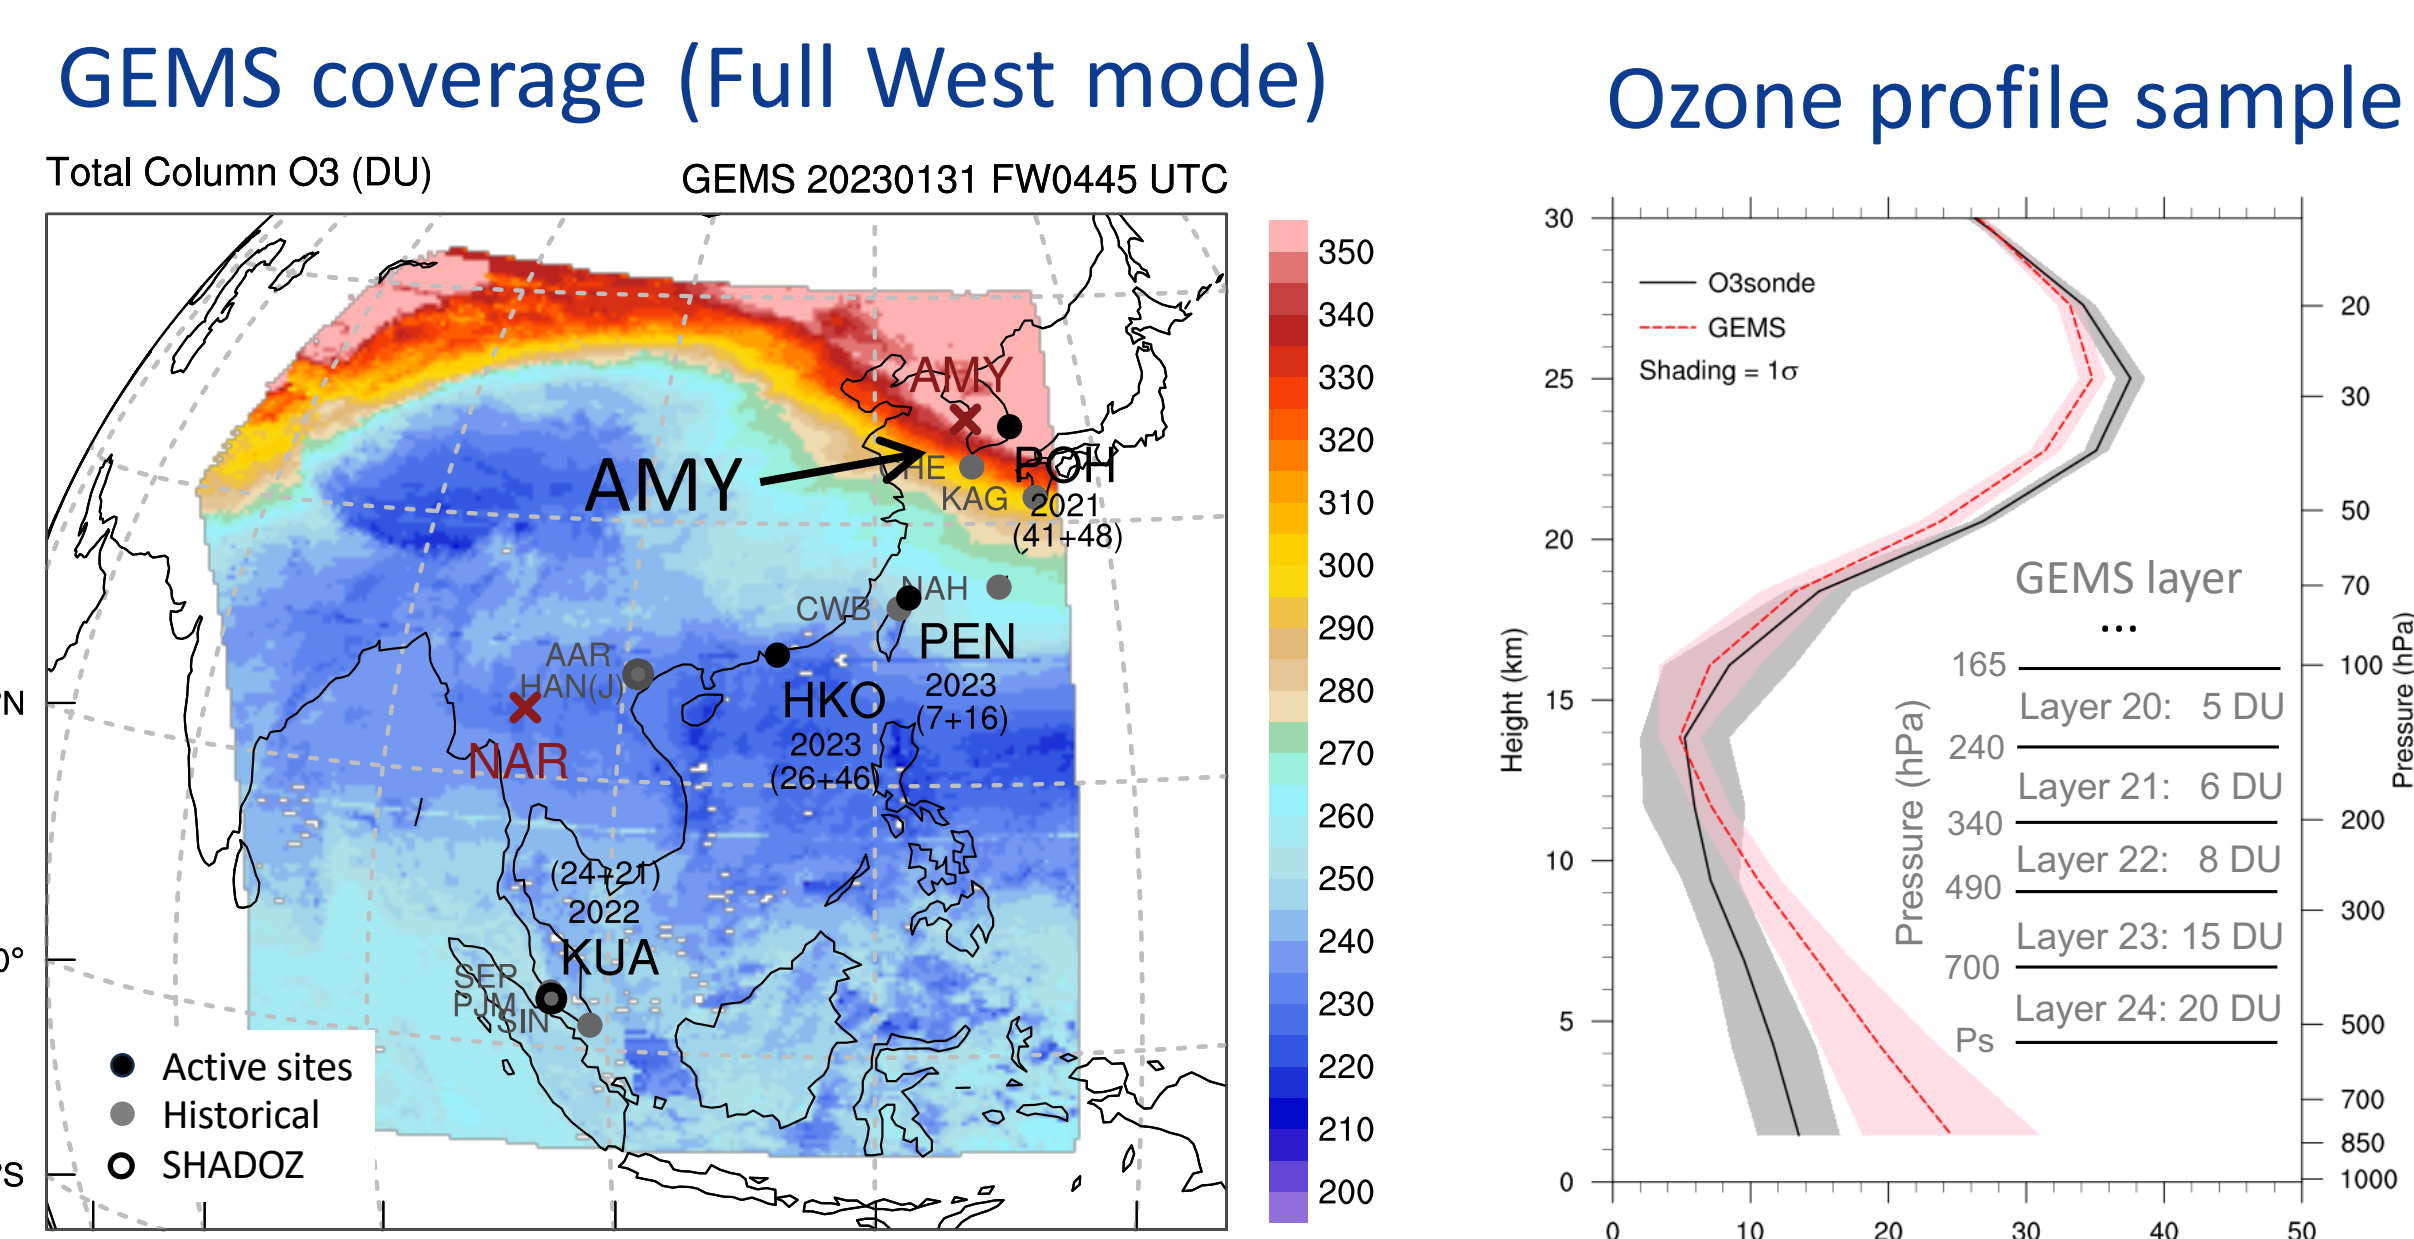 GEMS coverage (Full West mode)
Ozone profile sample
Total Column O3 (DU)
GEMS 20230131 FW0445 UTC
350
340
330
320
310
300
290
280
270
260
250
240
230
220
210
200
AMY
AMY
HE
POH
KAG
2021
(41+48)
NAH
CWB
PEN
2023
(7+16)
AAR
HAN(J)
HKO
2023
(26+46)
NAR
(24+21)
2022
KUA
SEP
PJM
SIN
N
0°
S
Active sites
Historical
SHADOZ
O3sonde
GEMS
Shading = 1σ
Height (km)
30
25
20
15
10
5
0
0
10
20
30
40
50
Pressure (hPa)
20
30
50
70
100
200
300
500
700
850
1000
GEMS layer
...
Pressure (hPa)
165
Layer 20: 5 DU
240
Layer 21: 6 DU
340
Layer 22: 8 DU
490
Layer 23: 15 DU
700
Layer 24: 20 DU
Ps